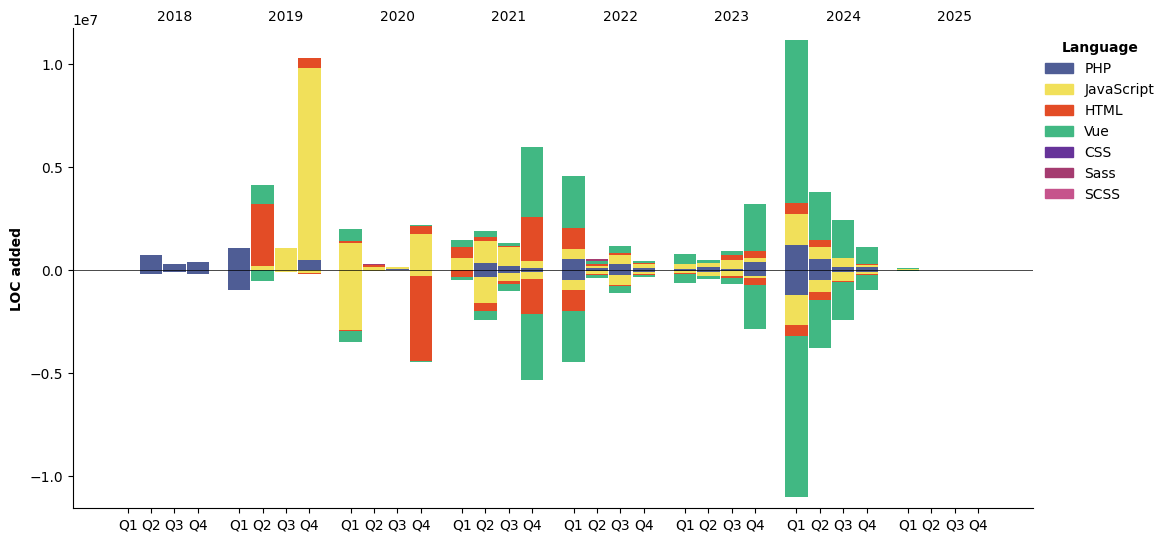 1e7
2018 2019 2020 2021 2022 2023 2024 2025
Language
PHP
JavaScript
HTML
Vue
CSS
Sass
SCSS
1.0
0.5
0.0
−0.5
−1.0
LOC added
Q1 Q2 Q3 Q4 Q1 Q2 Q3 Q4 Q1 Q2 Q3 Q4 Q1 Q2 Q3 Q4 Q1 Q2 Q3 Q4 Q1 Q2 Q3 Q4 Q1 Q2 Q3 Q4 Q1 Q2 Q3 Q4